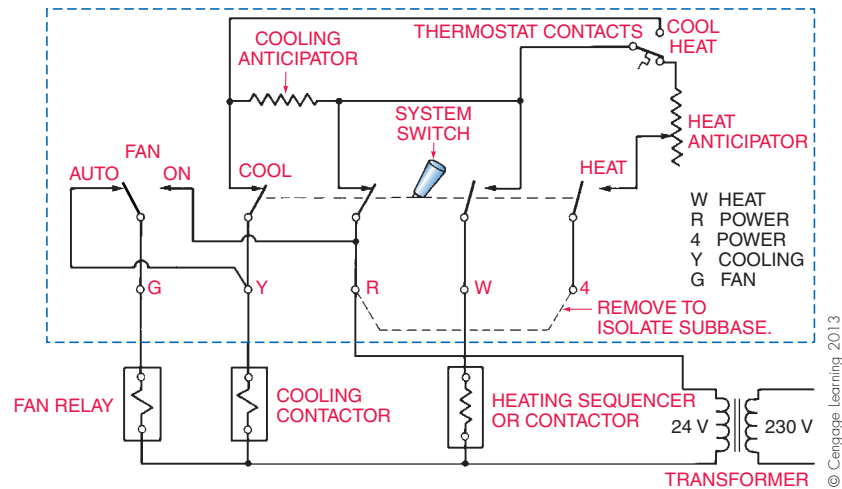 THERMOSTAT CONTACTS
COOL
HEAT
COOLING
ANTICIPATOR
SYSTEM
SWITCH
HEAT
ANTICIPATOR
FAN
AUTO
ON
COOL
HEAT
W HEAT
R POWER
4 POWER
Y COOLING
G FAN
G
Y
R
W
4
REMOVE TO
ISOLATE SUBBASE.
FAN RELAY
COOLING
CONTACTOR
HEATING SEQUENCER
OR CONTACTOR
24 V
230 V
TRANSFORMER
© Cengage Learning 2013